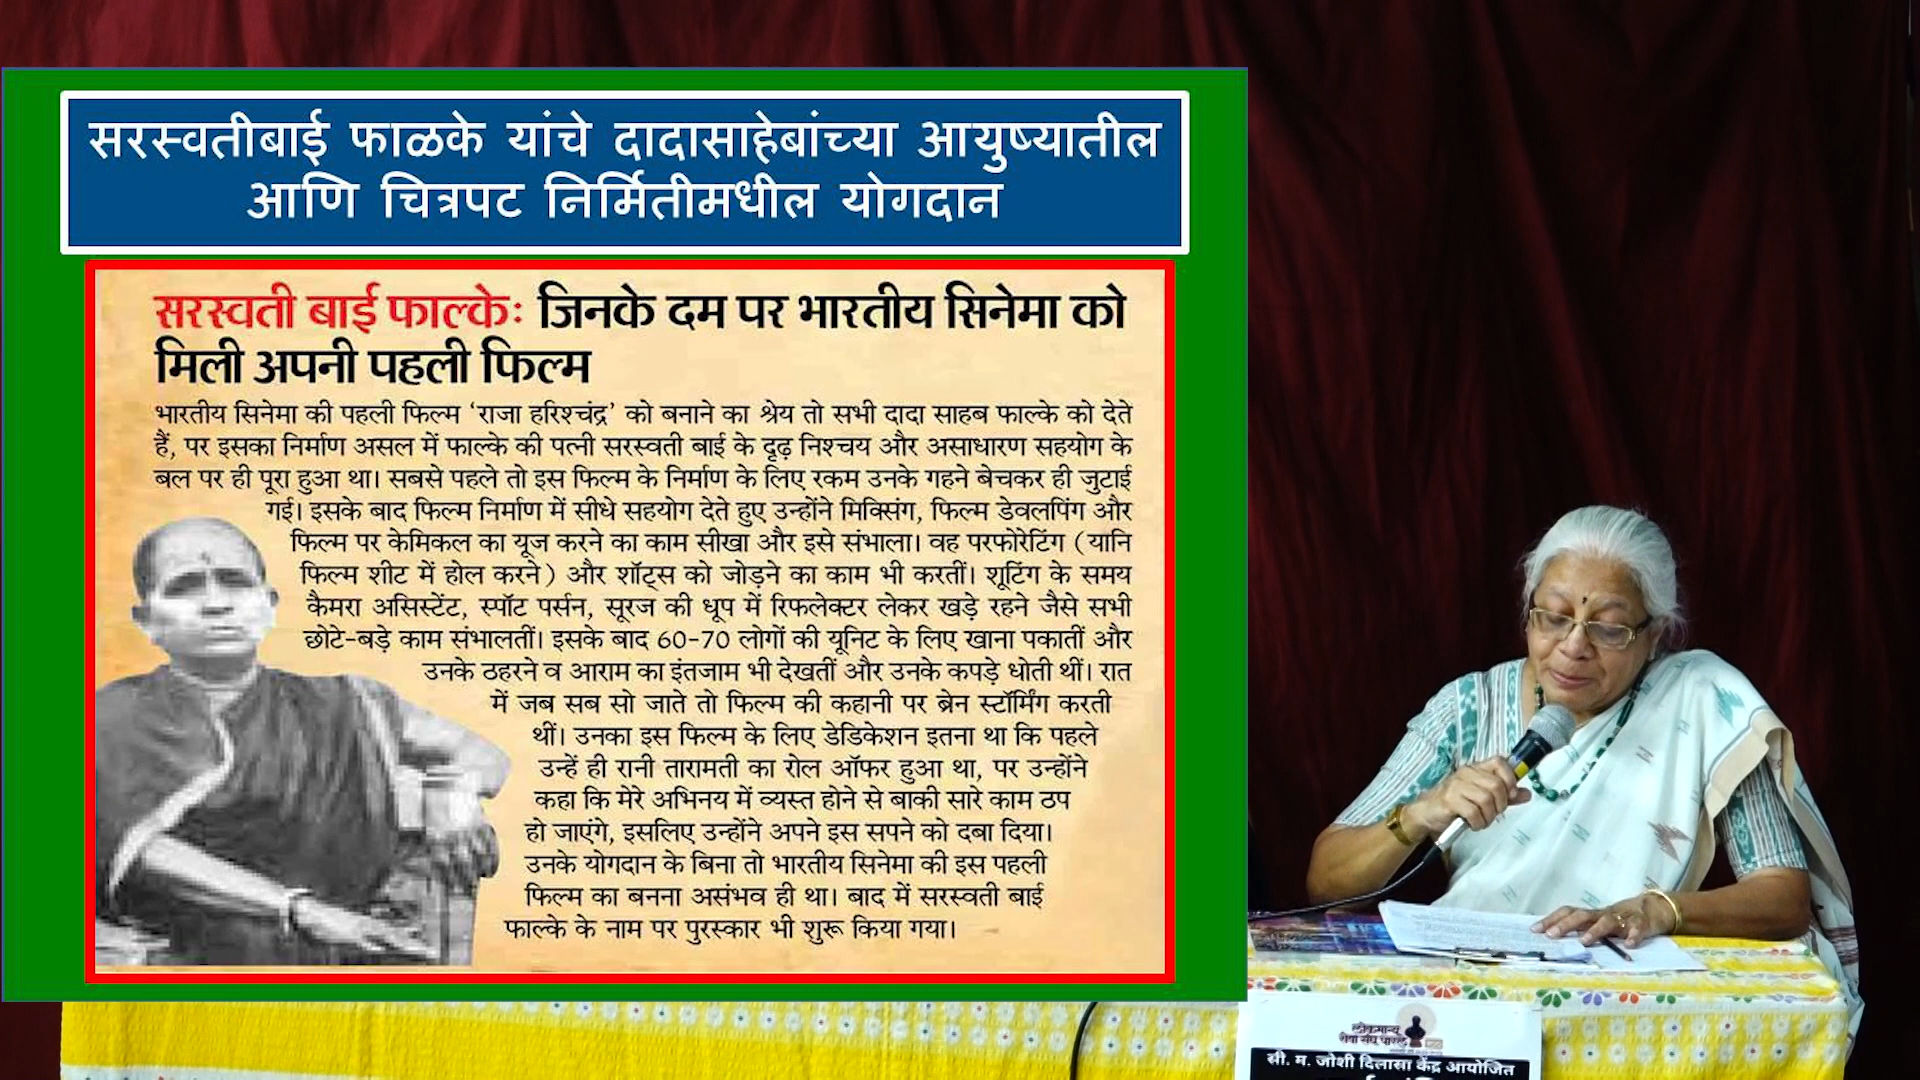 सरस्वतीबाई फाळके यांचे दादासाहेबांच्या आयुष्यातील
आणि चित्रपट निर्मितीमधील योगदान
सरस्वती बाई फाल्केः जिनके दम पर भारतीय सिनेमा को
मिली अपनी पहली फिल्म
भारतीय सिनेमा की पहली फिल्म ‘राजा हरिश्चंद्र’ को बनाने का श्रेय तो सभी दादा साहब फाल्के को देते
हैं, पर इसका निर्माण असल में फाल्के की पत्नी सरस्वती बाई के दृढ़ निश्चय और असाधारण सहयोग के
बल पर ही पूरा हुआ था। सबसे पहले तो इस फिल्म के निर्माण के लिए रकम उनके गहने बेचकर ही जुटाई
गई। इसके बाद फिल्म निर्माण में सीधे सहयोग देते हुए उन्होंने मिक्सिंग, फिल्म डेवलपिंग और
फिल्म पर केमिकल का यूज करने का काम सीखा और इसे संभाला। वह परफोरेटिंग (यानि
फिल्म शीट में होल करने) और शॉट्स को जोड़ने का काम भी करतीं। शूटिंग के समय
कैमरा असिस्टेंट, स्पॉट पर्सन, सूरज की धूप में रिफलेक्टर लेकर खड़े रहने जैसे सभी
छोटे-बड़े काम संभालतीं। इसके बाद 60-70 लोगों की यूनिट के लिए खाना पकातीं और
उनके ठहरने व आराम का इंतजाम भी देखतीं और उनके कपड़े धोती थीं। रात
में जब सब सो जाते तो फिल्म की कहानी पर ब्रेन स्टॉर्मिंग करती
थीं। उनका इस फिल्म के लिए डेडिकेशन इतना था कि पहले
उन्हें ही रानी तारामती का रोल ऑफर हुआ था, पर उन्होंने
कहा कि मेरे अभिनय में व्यस्त होने से बाकी सारे काम ठप
हो जाएंगे, इसलिए उन्होंने अपने इस सपने को दबा दिया।
उनके योगदान के बिना तो भारतीय सिनेमा की इस पहली
फिल्म का बनना असंभव ही था। बाद में सरस्वती बाई
फाल्के के नाम पर पुरस्कार भी शुरू किया गया।
लोकमान्य
सेवा संघ पारले
सौ. म. जोशी दिलासा केंद्र आयोजित